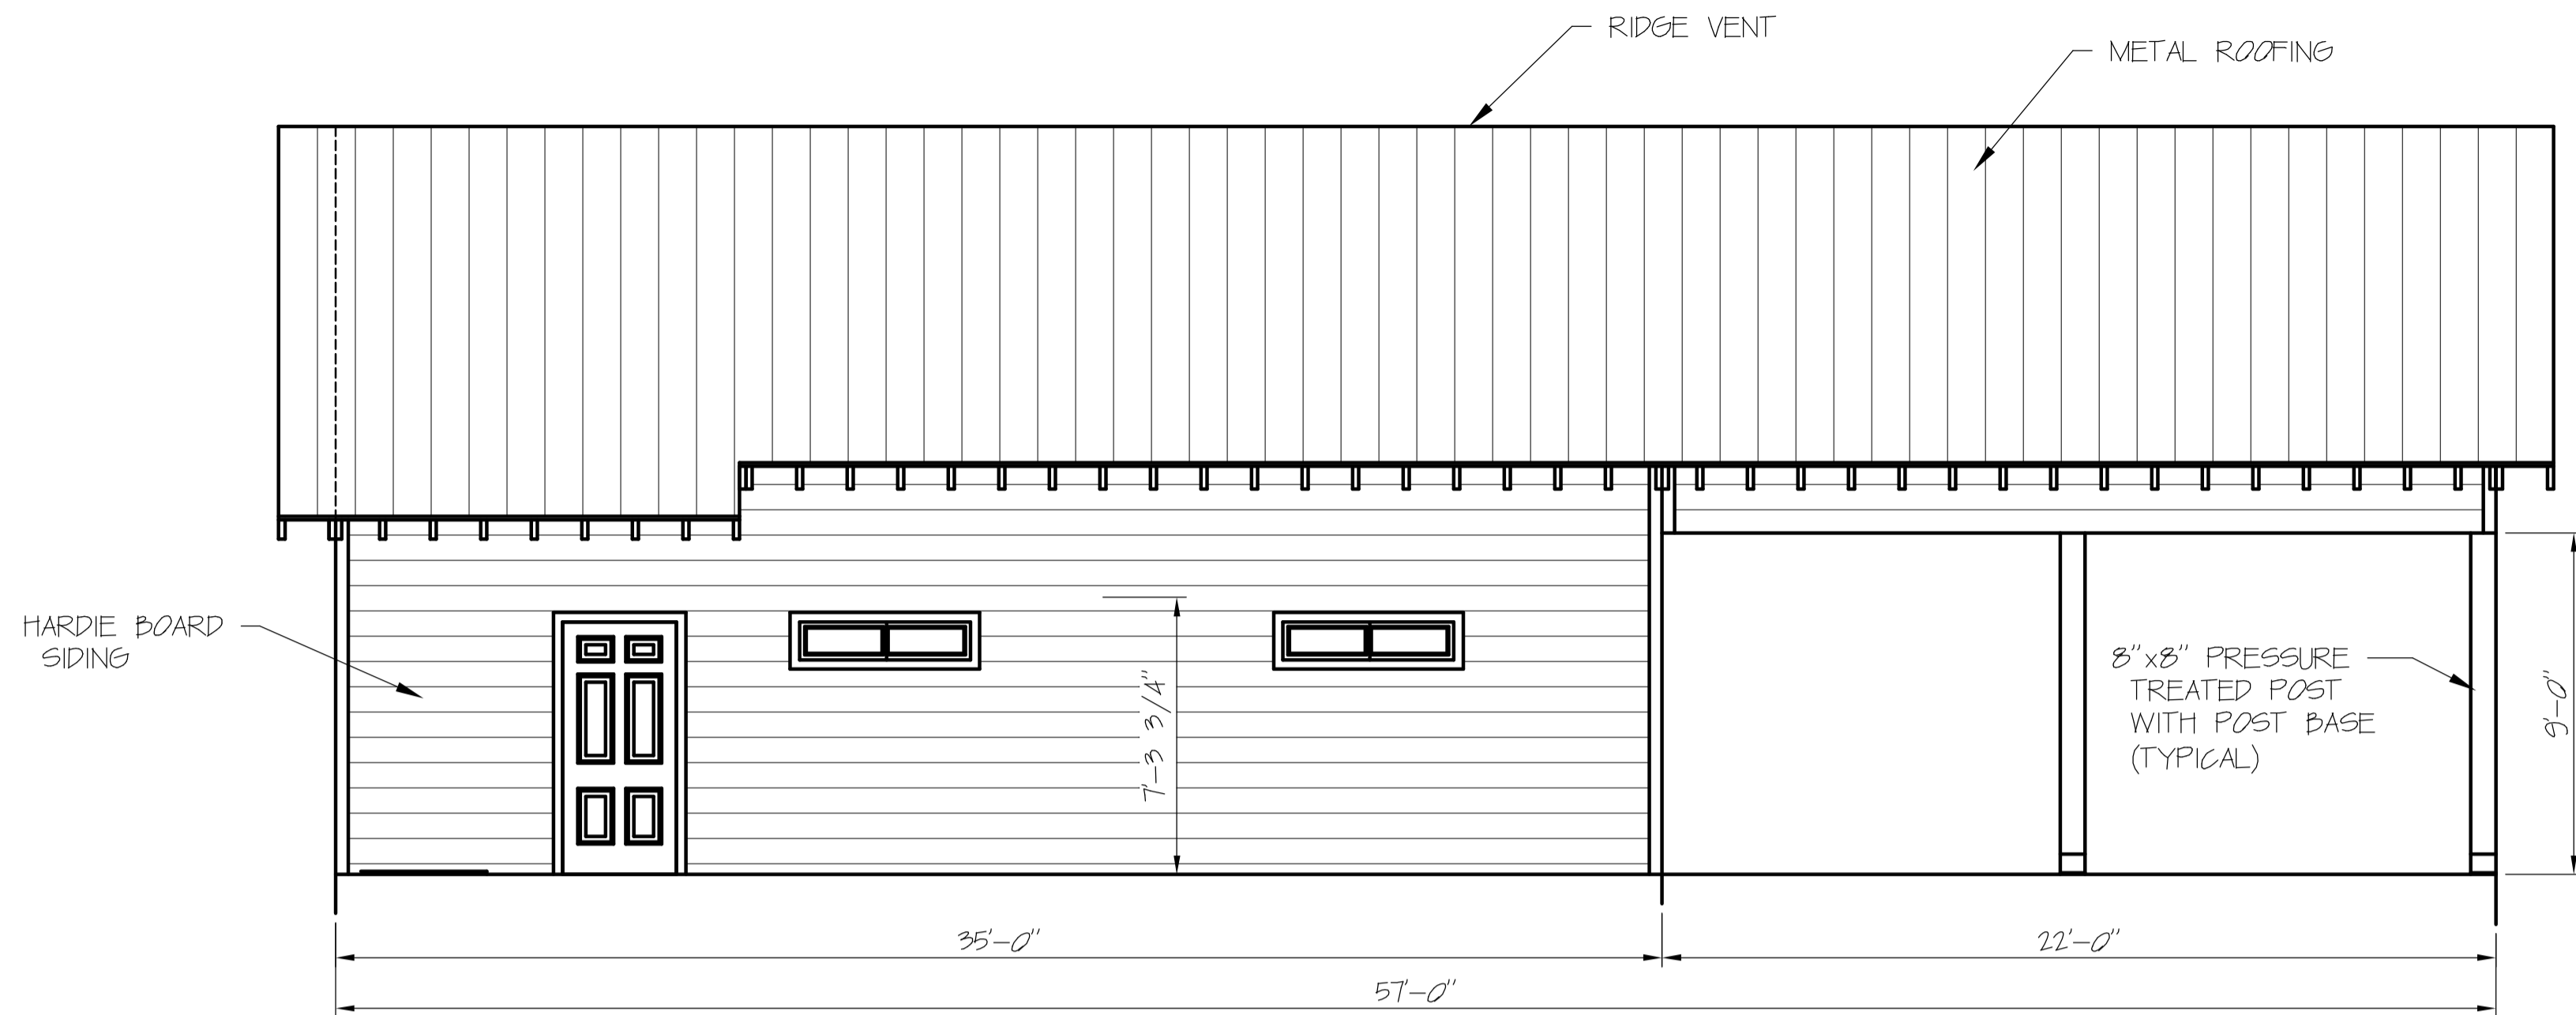 RIDGE VENT
METAL ROOFING
HARDIE BOARD
SIDING
7'-3 3/4"
8"x8" PRESSURE
TREATED POST
WITH POST BASE
(TYPICAL)
9'-0"
35'-0"
22'-0"
57'-0"